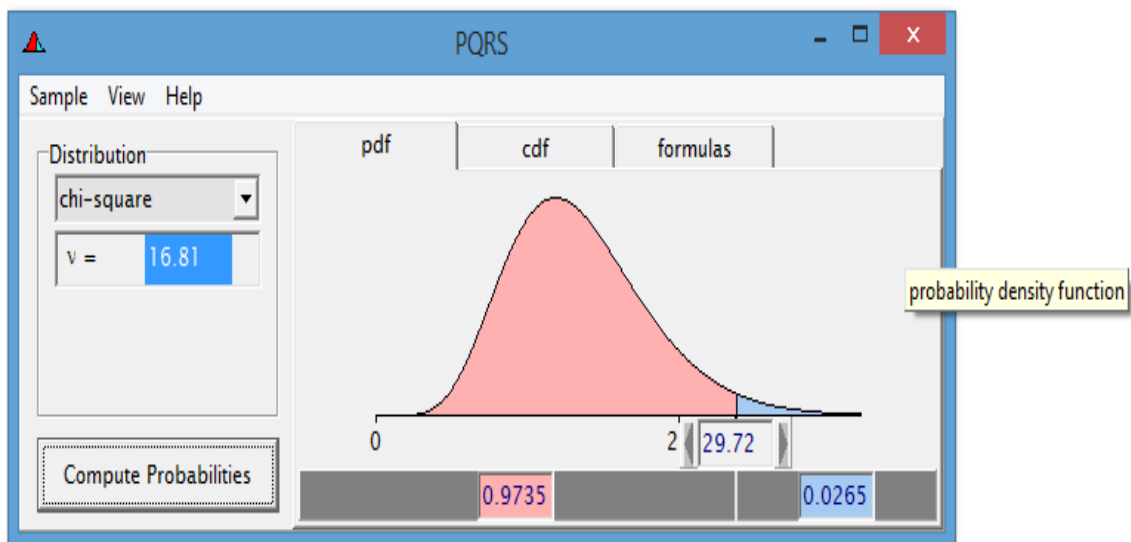 PQRS
Sample View Help
Distribution
chi-square
ν = 16.81
Compute Probabilities
pdf cdf formulas
probability density function
0 2 29.72
0.9735 0.0265